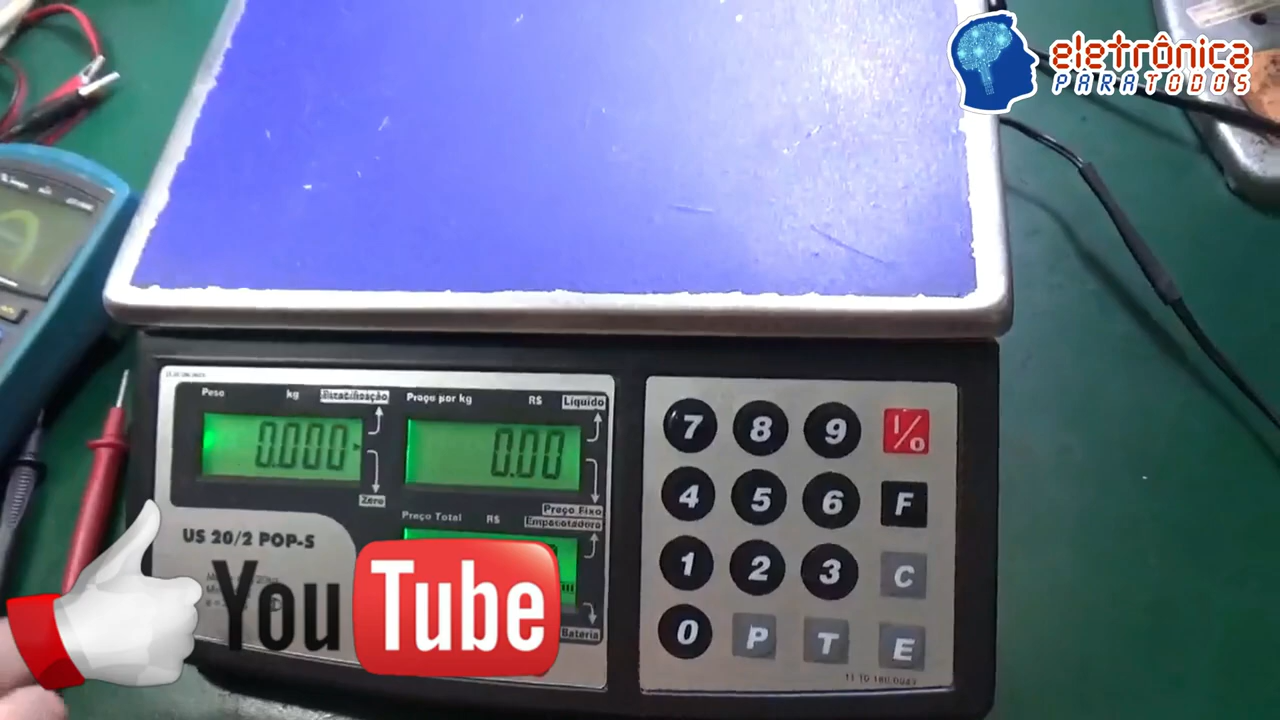 eletrônica
PARATODOS
Peso kg Estabilização
Preço por kg R$ Líquido
0.000
0.00
Zero
Preço Fixo
Preço Total R$ Empacotadora
US 20/2 POP-S
Bateria
YouTube
7 8 9 I/O
4 5 6 F
1 2 3 C
0 P T E